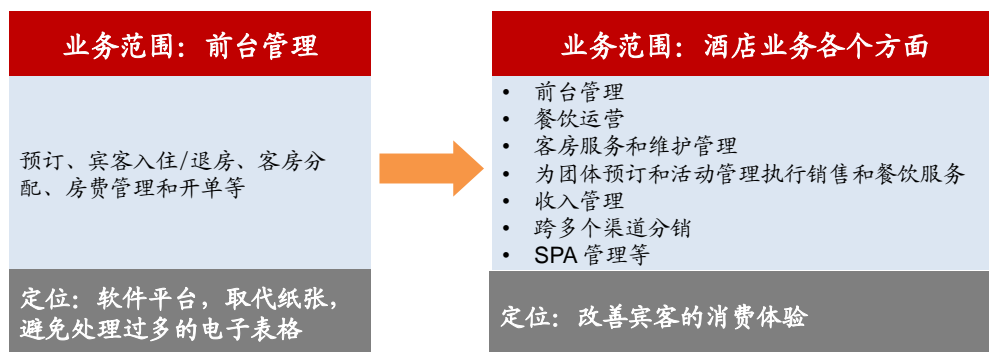 业务范围：前台管理
预订、宾客入住/退房、客房分
配、房费管理和开单等
定位：软件平台，取代纸张，
避免处理过多的电子表格
业务范围：酒店业务各个方面
• 前台管理
• 餐饮运营
• 客房服务和维护管理
• 为团体预订和活动管理执行销售和餐饮服务
• 收入管理
• 跨多个渠道分销
• SPA 管理等
定位：改善宾客的消费体验